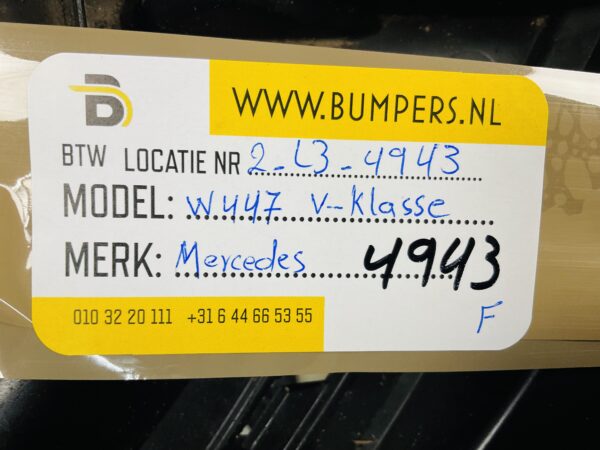 WWW.BUMPERS.NL
BTW LOCATIE NR 2-L3-4943
MODEL: W447 V-Klasse
MERK: Mercedes 4943
010 32 20 111 +31 6 44 66 53 55
F